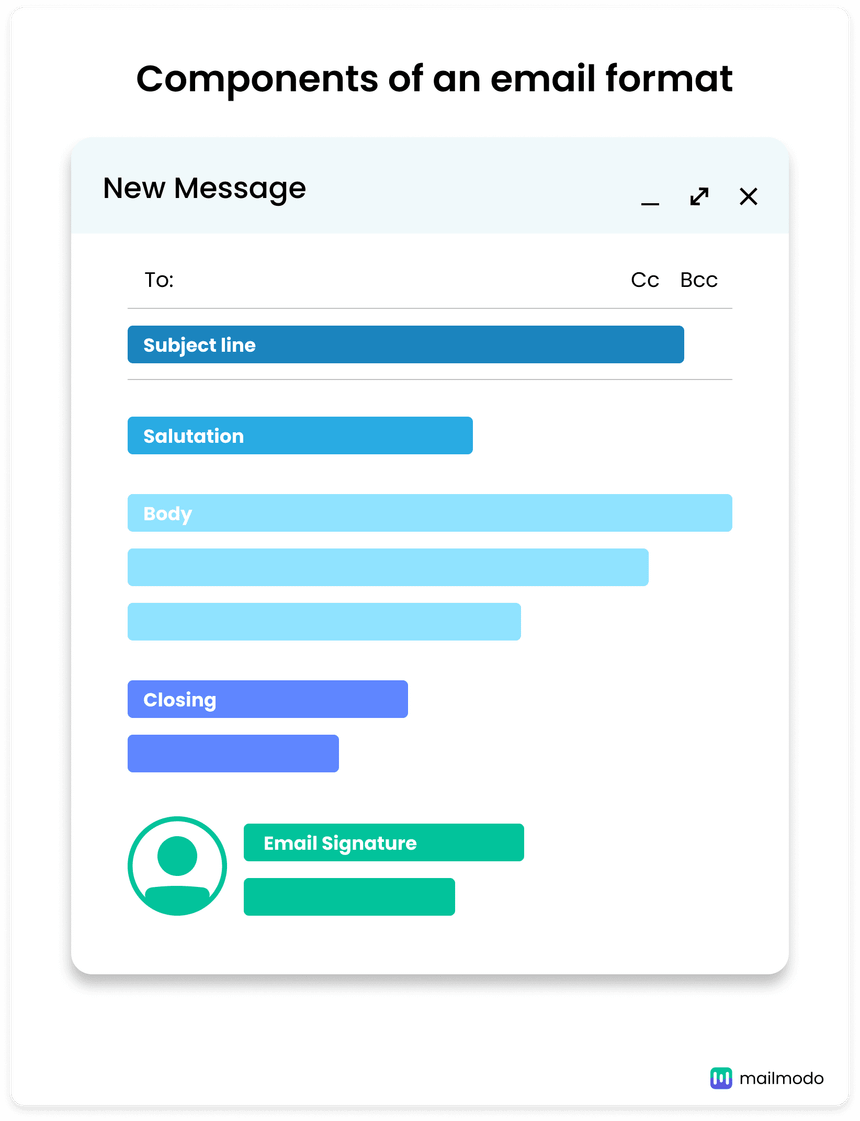 Components of an email format
New Message
To: Cc Bcc
Subject line
Salutation
Body
Closing
Email Signature
mailmodo